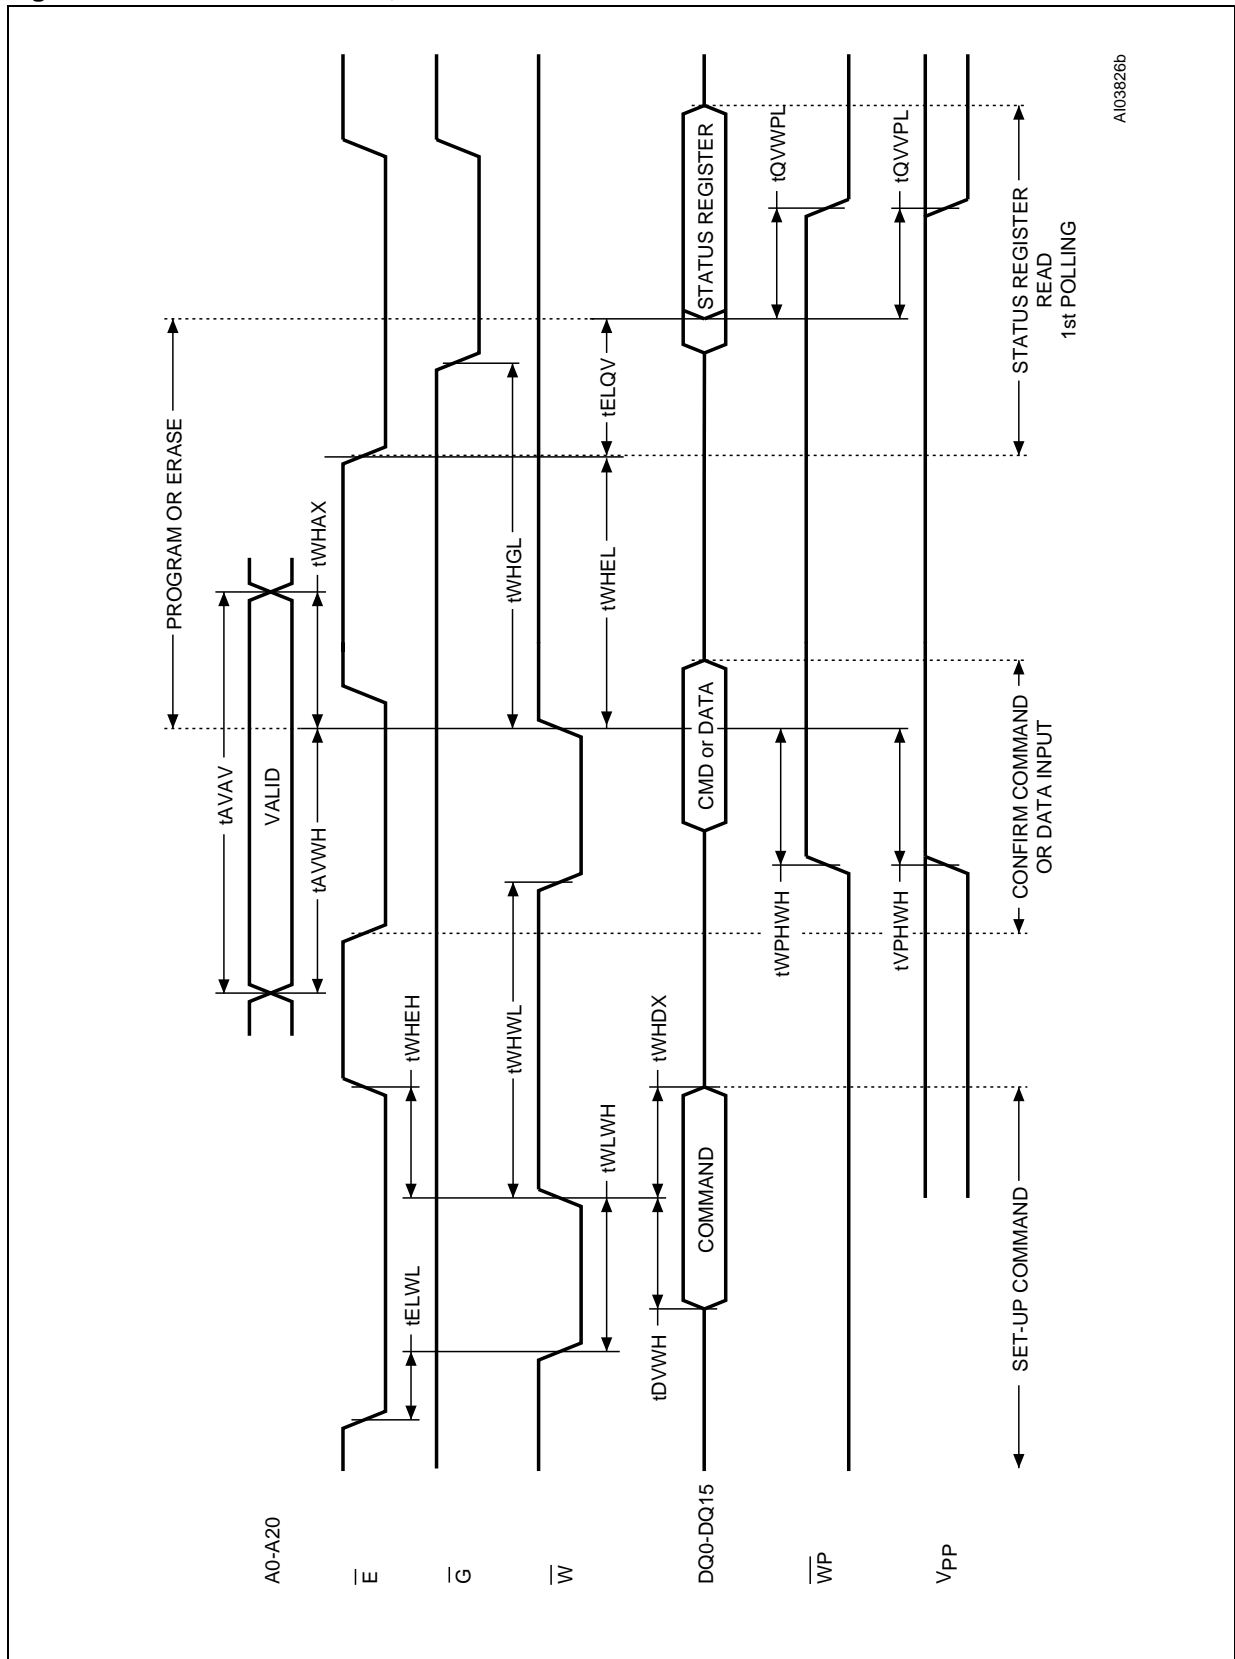 PROGRAM OR ERASE
tAVAV
A0-A20
VALID
tAVWH
tWHAX
E
tELWL
tWHEH
G
tWHWL
tWHGL
W
tWLWH
tWHEL
tELQV
tDVWH
tWHDX
DQ0-DQ15
COMMAND
CMD or DATA
STATUS REGISTER
tWPHWH
tQVWPL
WP
tVPHWH
tQVVPL
VPP
SET-UP COMMAND
CONFIRM COMMAND
OR DATA INPUT
STATUS REGISTER
READ
1st POLLING
AI03826b